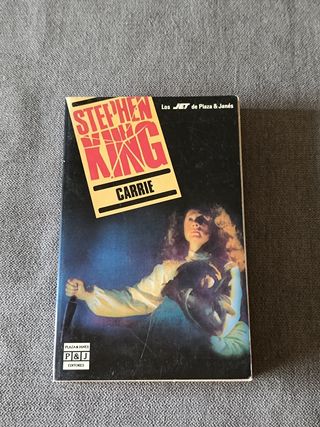 STEPHEN
KING
CARRIE
Los JET de Plaza & Janés
PLAZA & JANES
P&J
EDITORES